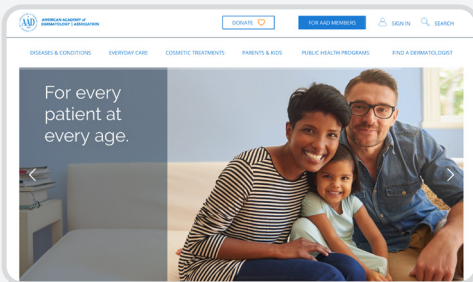 AAD
AMERICAN ACADEMY of
DERMATOLOGY | ASSOCIATION
DONATE
FOR AAD MEMBERS
SIGN IN
SEARCH
DISEASES & CONDITIONS
EVERYDAY CARE
COSMETIC TREATMENTS
PARENTS & KIDS
PUBLIC HEALTH PROGRAMS
FIND A DERMATOLOGIST
For every
patient at
every age.